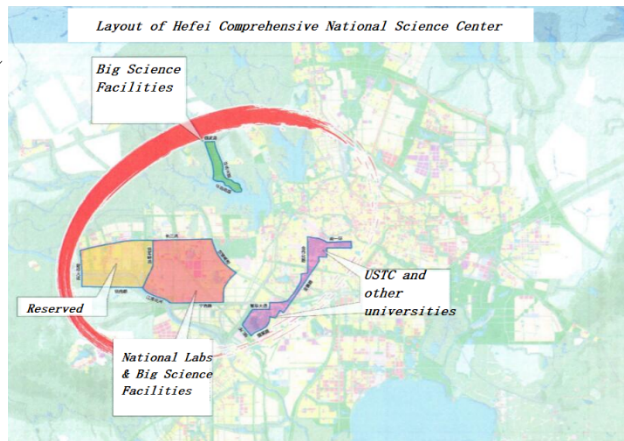 Layout of Hefei Comprehensive National Science Center
Big Science
Facilities
USTC and
other
universities
Reserved
National Labs
& Big Science
Facilities